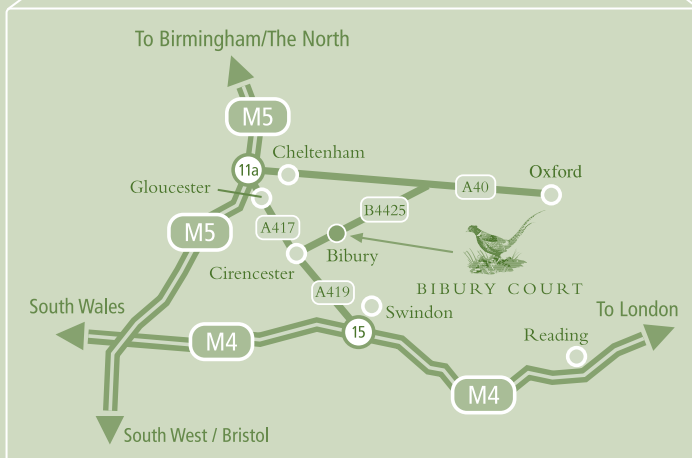 To Birmingham/The North
M5
11a
Cheltenham
Oxford
Gloucester
A40
B4425
M5
A417
Bibury
Cirencester
BIBURY COURT
A419
South Wales
Swindon
To London
15
Reading
M4
M4
South West / Bristol